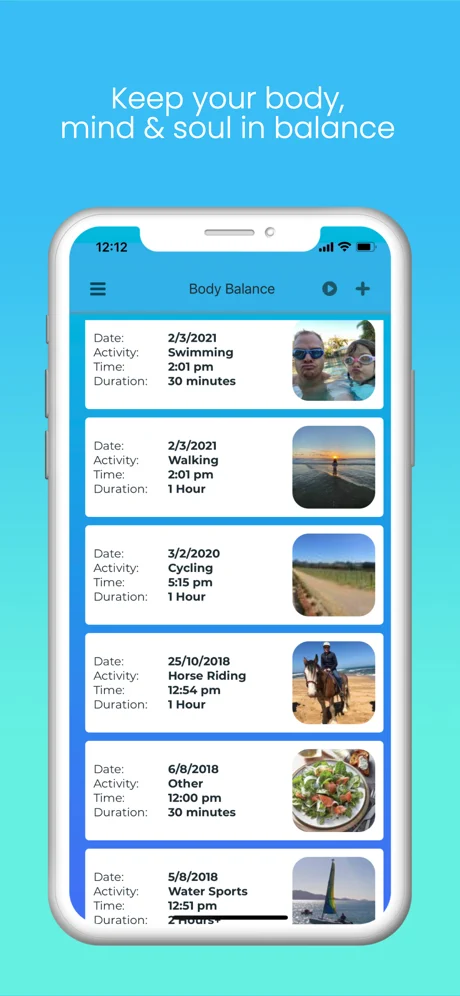 Keep your body,
mind & soul in balance
12:12
Body Balance
Date: 2/3/2021
Activity: Swimming
Time: 2:01 pm
Duration: 30 minutes
Date: 2/3/2021
Activity: Walking
Time: 2:01 pm
Duration: 1 Hour
Date: 3/2/2020
Activity: Cycling
Time: 5:15 pm
Duration: 1 Hour
Date: 25/10/2018
Activity: Horse Riding
Time: 12:54 pm
Duration: 1 Hour
Date: 6/8/2018
Activity: Other
Time: 12:00 pm
Duration: 30 minutes
Date: 5/8/2018
Activity: Water Sports
Time: 12:51 pm
Duration: 2 Hours+